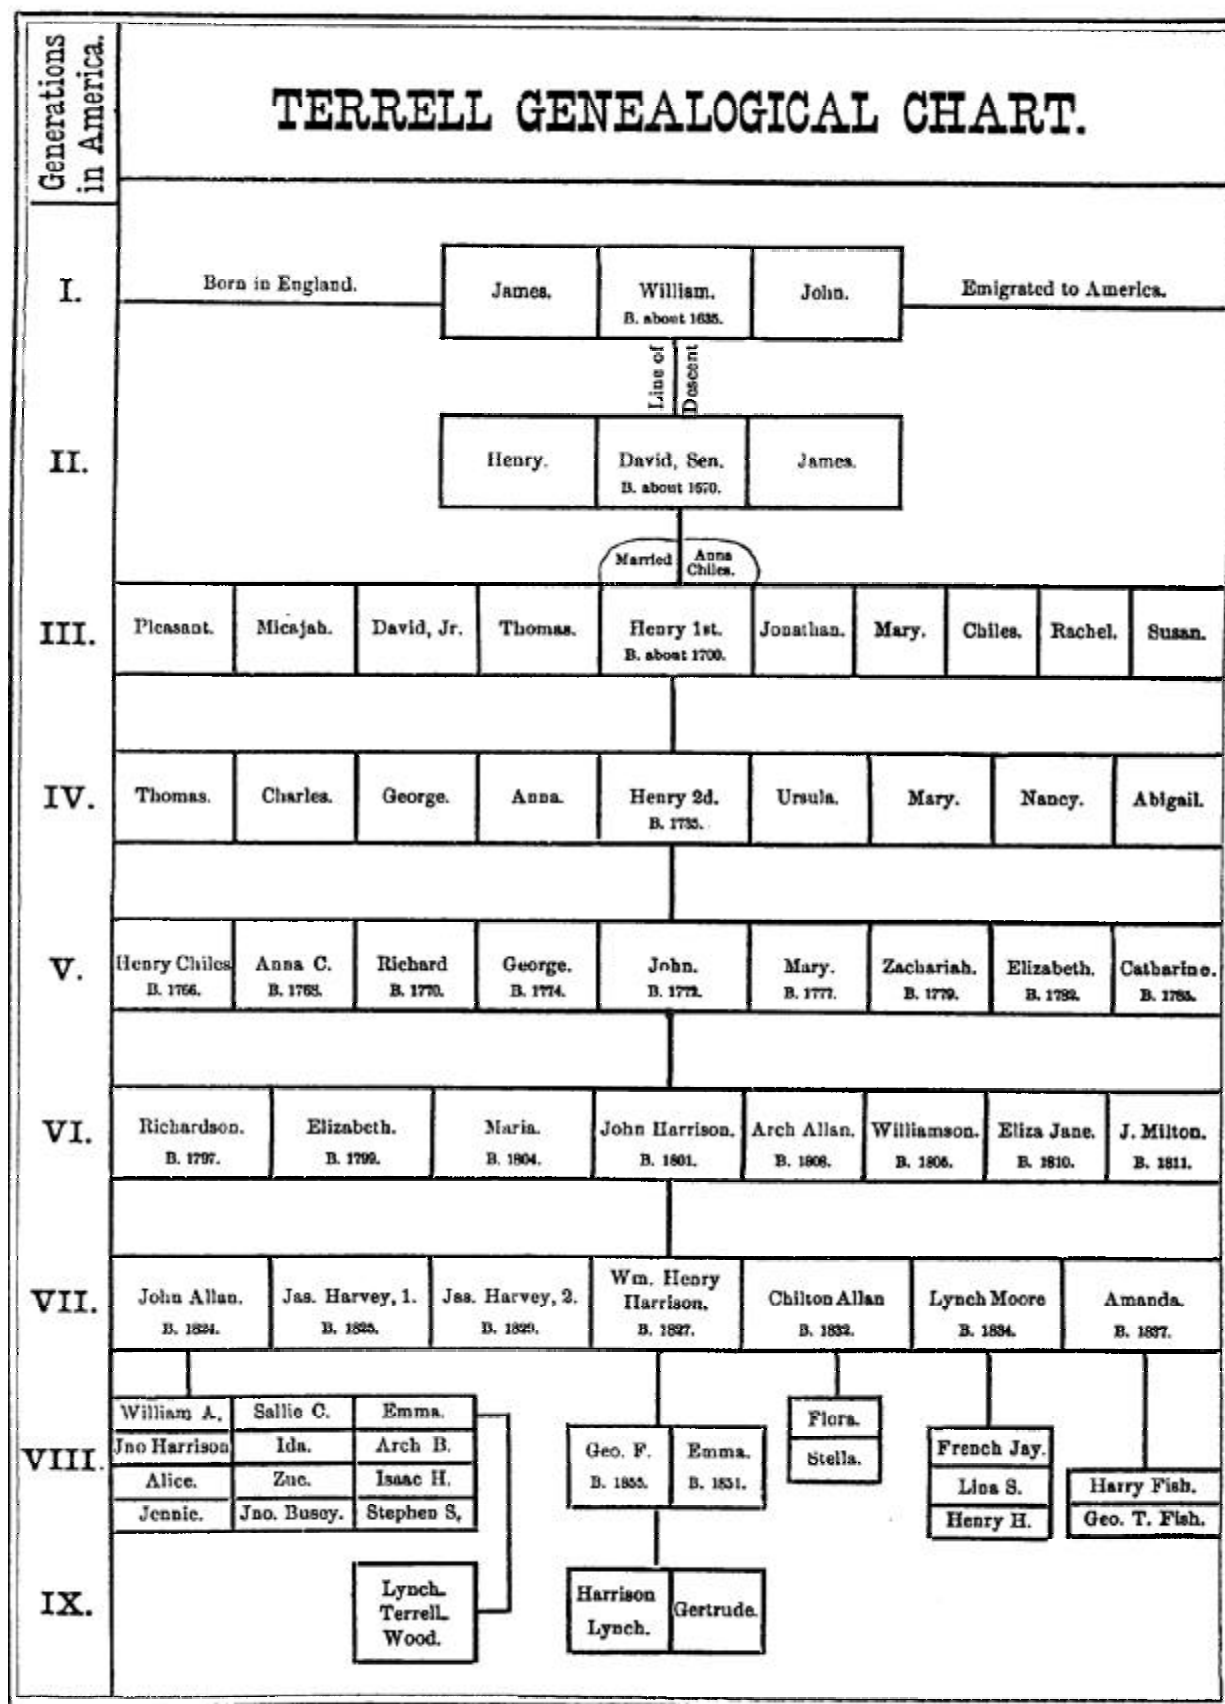 Generations
in America.
TERRELL GENEALOGICAL CHART.
I.
Born in England.
James.
William.
B. about 1635.
John.
Emigrated to America.
Line of
Descent
II.
Henry.
David, Sen.
B. about 1670.
James.
Married
Anna
Chiles.
III.
Pleasant.
Micajah.
David, Jr.
Thomas.
Henry 1st.
B. about 1700.
Jonathan.
Mary.
Chiles.
Rachel.
Susan.
IV.
Thomas.
Charles.
George.
Anna.
Henry 2d.
B. 1735.
Ursula.
Mary.
Nancy.
Abigail.
V.
Henry Chiles
B. 1766.
Anna C.
B. 1768.
Richard
B. 1770.
George.
B. 1774.
John.
B. 1772.
Mary.
B. 1777.
Zachariah.
B. 1779.
Elizabeth.
B. 1782.
Catharine.
B. 1785.
VI.
Richardson.
B. 1797.
Elizabeth.
B. 1799.
Maria.
B. 1804.
John Harrison.
B. 1801.
Arch Allan.
B. 1808.
Williamson.
B. 1806.
Eliza Jane.
B. 1810.
J. Milton.
B. 1811.
VII.
John Allan.
B. 1824.
Jas. Harvey, 1.
B. 1825.
Jas. Harvey, 2.
B. 1829.
Wm. Henry
Harrison.
B. 1827.
Chilton Allan
B. 1832.
Lynch Moore
B. 1834.
Amanda.
B. 1837.
VIII.
William A.
Sallie C.
Emma.
Jno Harrison
Ida.
Arch B.
Alice.
Zue.
Isaac H.
Jennie.
Jno. Busey.
Stephen S.
Geo. F.
B. 1855.
Emma.
B. 1851.
Flora.
Stella.
French Jay.
Lina S.
Henry H.
Harry Fish.
Geo. T. Fish.
IX.
Lynch.
Terrell.
Wood.
Harrison
Lynch.
Gertrude.